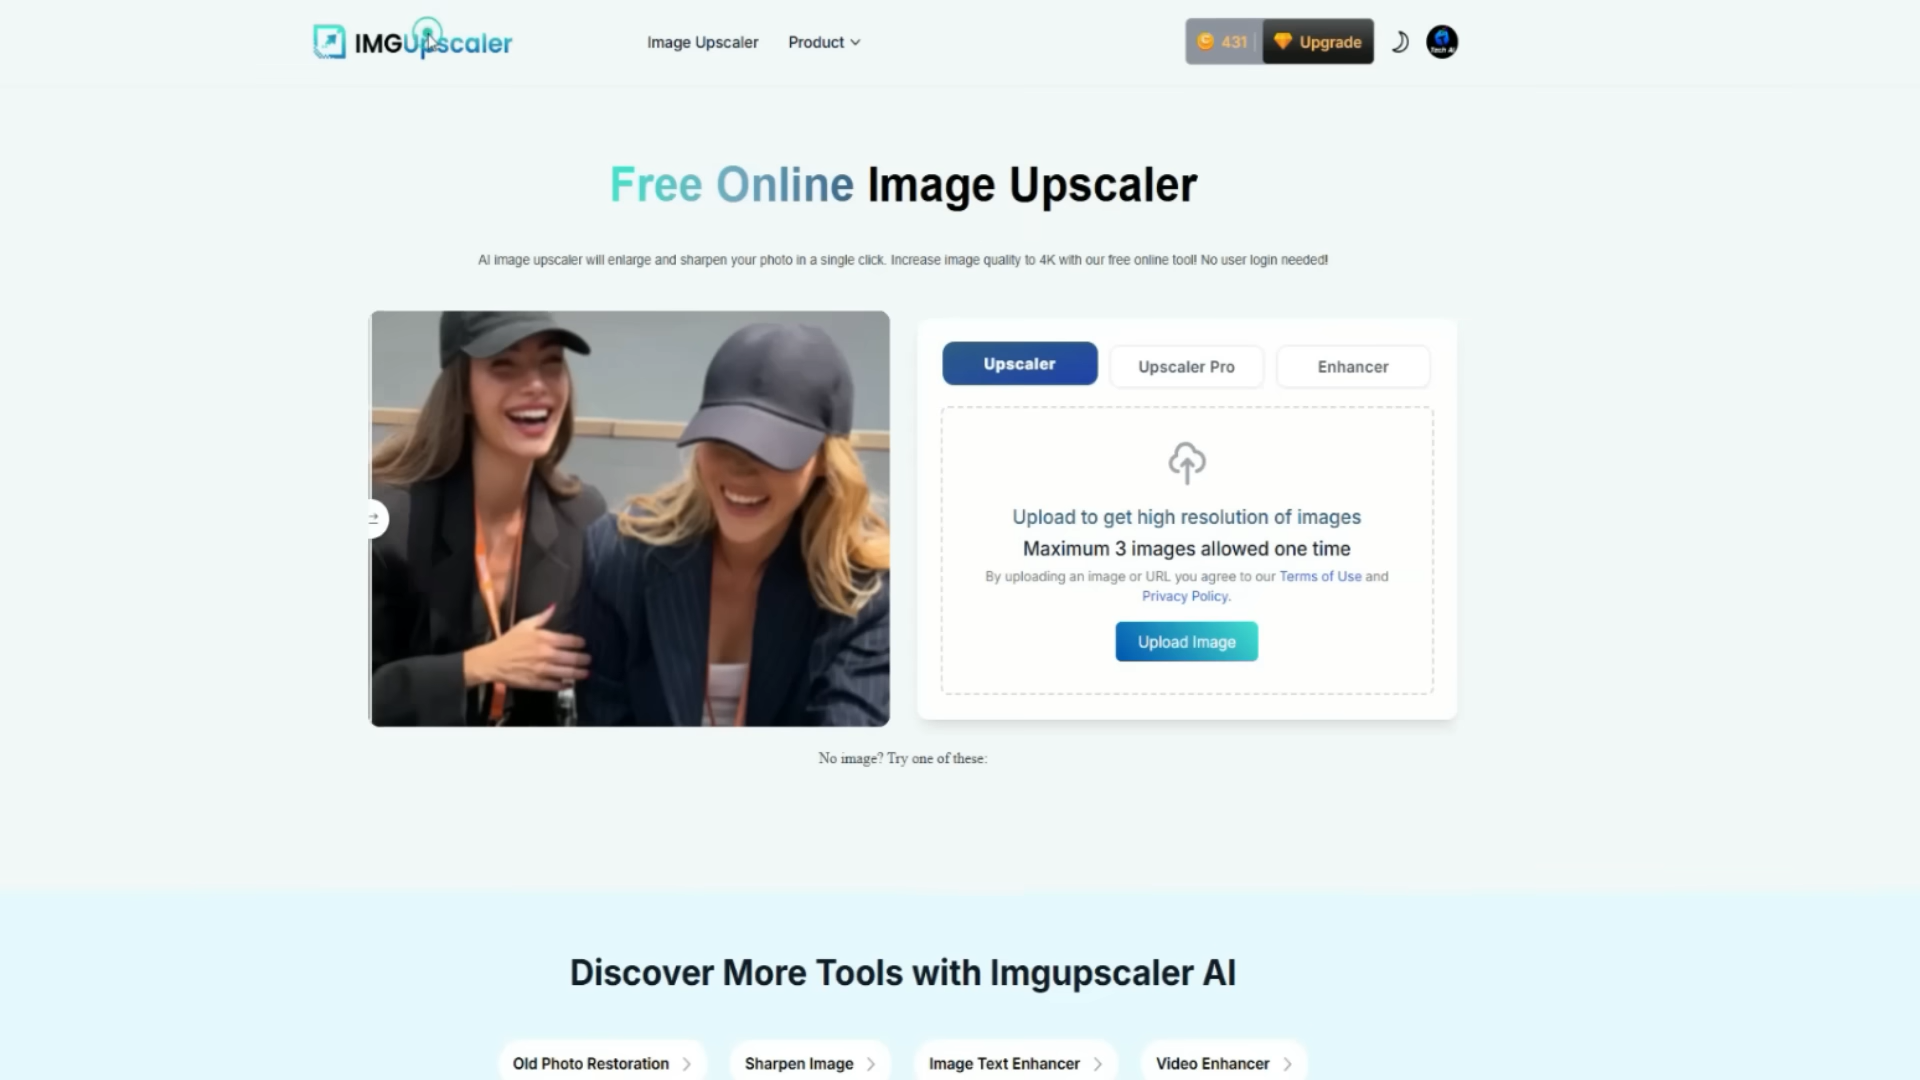 IMGUpscaler
Image Upscaler
Product
431
Upgrade
Tech AI
Free Online Image Upscaler
AI image upscaler will enlarge and sharpen your photo in a single click. Increase image quality to 4K with our free online tool! No user login needed!
Upscaler
Upscaler Pro
Enhancer
Upload to get high resolution of images
Maximum 3 images allowed one time
By uploading an image or URL you agree to our Terms of Use and
Privacy Policy.
Upload Image
No image? Try one of these:
Discover More Tools with Imgupscaler AI
Old Photo Restoration
Sharpen Image
Image Text Enhancer
Video Enhancer